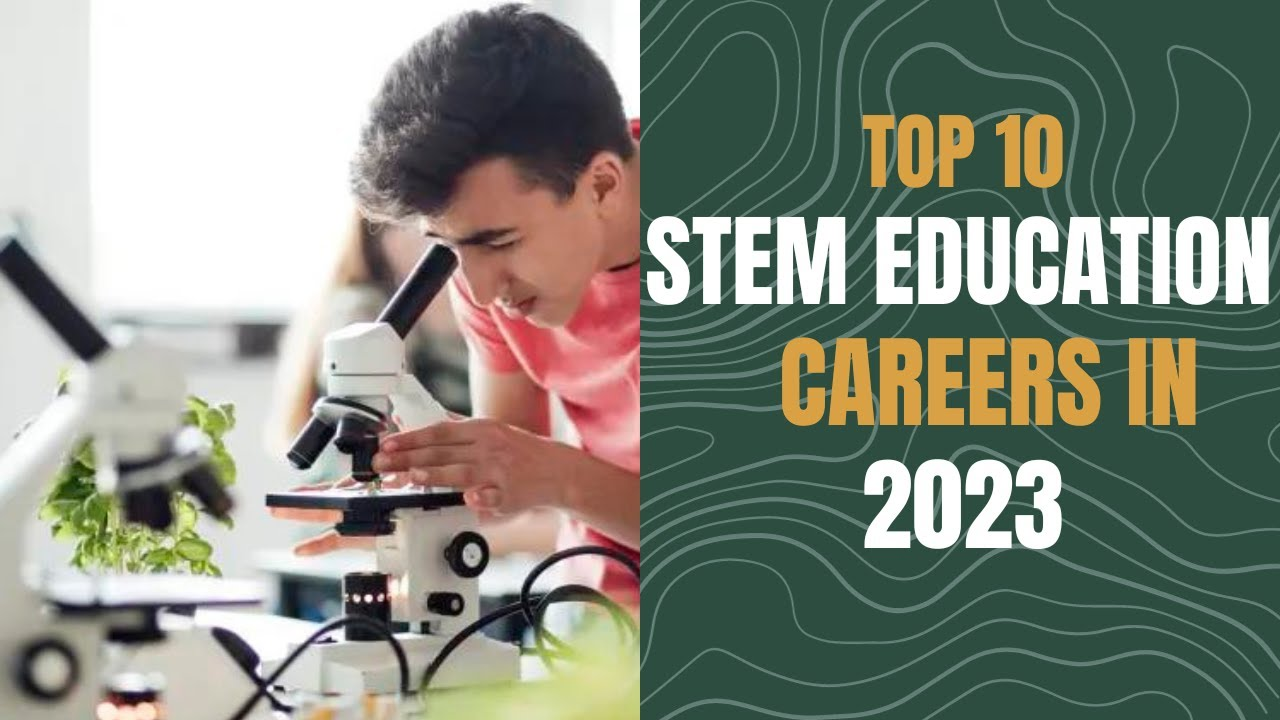 TOP 10
STEM EDUCATION
CAREERS IN
2023